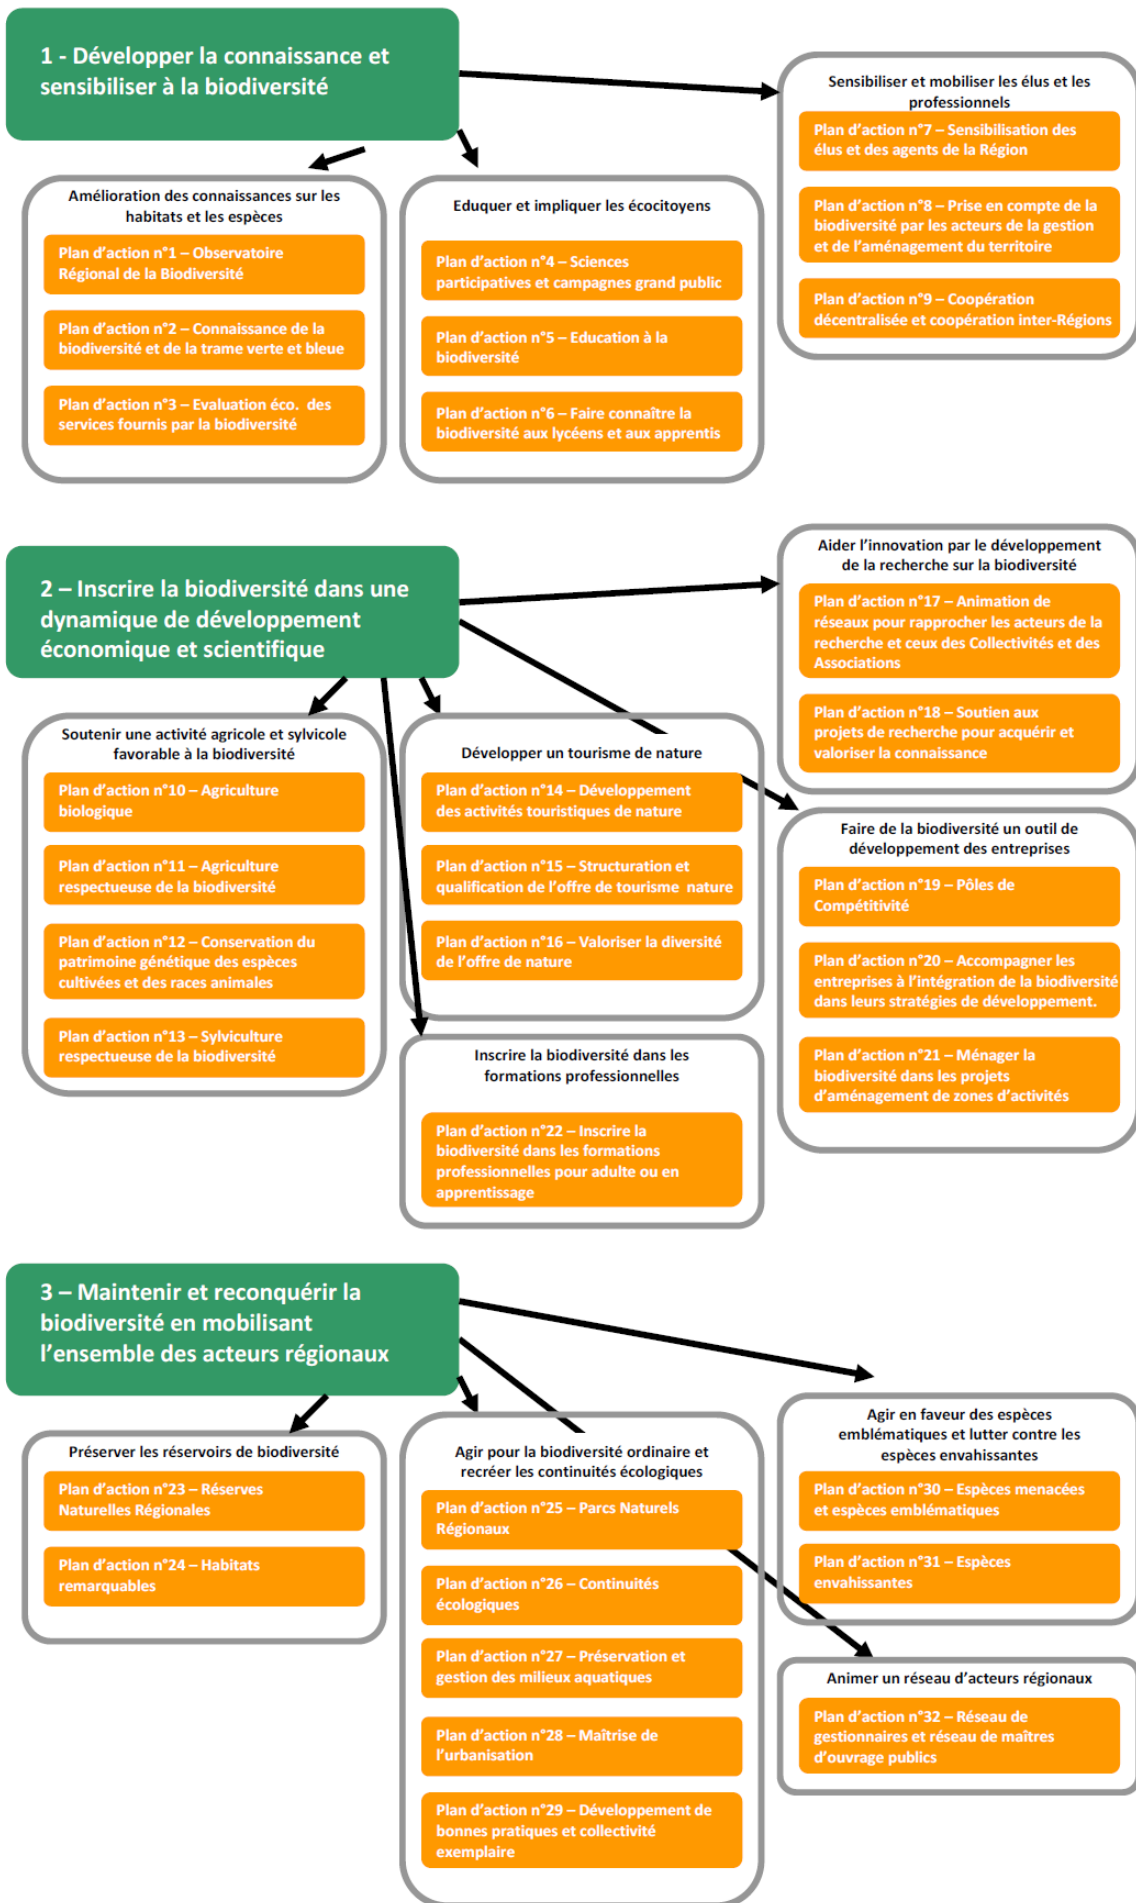 1 - Développer la connaissance et
sensibiliser à la biodiversité
Sensibiliser et mobiliser les élus et les
professionnels
Plan d'action n°7 – Sensibilisation des
élus et des agents de la Région
Plan d'action n°8 – Prise en compte de la
biodiversité par les acteurs de la gestion
et de l'aménagement du territoire
Plan d'action n°9 – Coopération
décentralisée et coopération inter-Régions
Amélioration des connaissances sur les
habitats et les espèces
Plan d'action n°1 – Observatoire
Régional de la Biodiversité
Plan d'action n°2 – Connaissance de la
biodiversité et de la trame verte et bleue
Plan d'action n°3 – Evaluation éco. des
services fournis par la biodiversité
Eduquer et impliquer les écocitoyens
Plan d'action n°4 – Sciences
participatives et campagnes grand public
Plan d'action n°5 – Education à la
biodiversité
Plan d'action n°6 – Faire connaître la
biodiversité aux lycéens et aux apprentis
2 – Inscrire la biodiversité dans une
dynamique de développement
économique et scientifique
Aider l'innovation par le développement
de la recherche sur la biodiversité
Plan d'action n°17 – Animation de
réseaux pour rapprocher les acteurs de la
recherche et ceux des Collectivités et des
Associations
Plan d'action n°18 – Soutien aux
projets de recherche pour acquérir et
valoriser la connaissance
Soutenir une activité agricole et sylvicole
favorable à la biodiversité
Plan d'action n°10 – Agriculture
biologique
Plan d'action n°11 – Agriculture
respectueuse de la biodiversité
Plan d'action n°12 – Conservation du
patrimoine génétique des espèces
cultivées et des races animales
Plan d'action n°13 – Sylviculture
respectueuse de la biodiversité
Développer un tourisme de nature
Plan d'action n°14 – Développement
des activités touristiques de nature
Plan d'action n°15 – Structuration et
qualification de l'offre de tourisme nature
Plan d'action n°16 – Valoriser la diversité
de l'offre de nature
Faire de la biodiversité un outil de
développement des entreprises
Plan d'action n°19 – Pôles de
Compétitivité
Plan d'action n°20 – Accompagner les
entreprises à l'intégration de la biodiversité
dans leurs stratégies de développement.
Plan d'action n°21 – Ménager la
biodiversité dans les projets
d'aménagement de zones d'activités
Inscrire la biodiversité dans les
formations professionnelles
Plan d'action n°22 – Inscrire la
biodiversité dans les formations
professionnelles pour adulte ou en
apprentissage
3 – Maintenir et reconquérir la
biodiversité en mobilisant
l'ensemble des acteurs régionaux
Préserver les réservoirs de biodiversité
Plan d'action n°23 – Réserves
Naturelles Régionales
Plan d'action n°24 – Habitats
remarquables
Agir pour la biodiversité ordinaire et
recréer les continuités écologiques
Plan d'action n°25 – Parcs Naturels
Régionaux
Plan d'action n°26 – Continuités
écologiques
Plan d'action n°27 – Préservation et
gestion des milieux aquatiques
Plan d'action n°28 – Maîtrise de
l'urbanisation
Plan d'action n°29 – Développement de
bonnes pratiques et collectivité
exemplaire
Agir en faveur des espèces
emblématiques et lutter contre les
espèces envahissantes
Plan d'action n°30 – Espèces menacées
et espèces emblématiques
Plan d'action n°31 – Espèces
envahissantes
Animer un réseau d'acteurs régionaux
Plan d'action n°32 – Réseau de
gestionnaires et réseau de maîtres
d'ouvrage publics